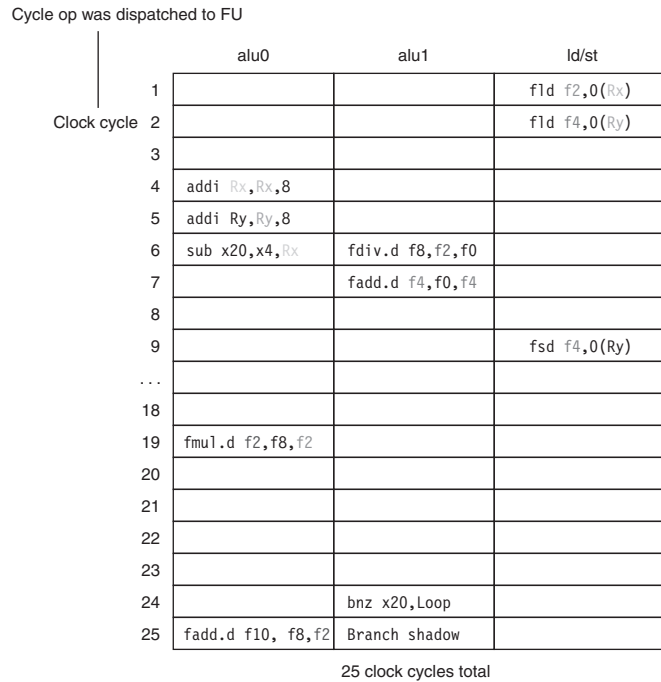 Cycle op was dispatched to FU
alu0 alu1 ld/st
1 fld f2,0(Rx)
Clock cycle 2 fld f4,0(Ry)
3
4 addi Rx,Rx,8
5 addi Ry,Ry,8
6 sub x20,x4,Rx fdiv.d f8,f2,f0
7 fadd.d f4,f0,f4
8
9 fsd f4,0(Ry)
...
18
19 fmul.d f2,f8,f2
20
21
22
23
24 bnz x20,Loop
25 fadd.d f10, f8,f2 Branch shadow
25 clock cycles total